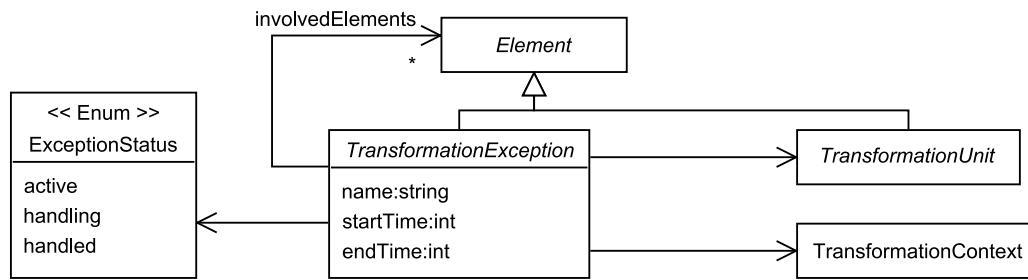 involvedElements
*
Element
<< Enum >>
ExceptionStatus
active
handling
handled
TransformationException
name:string
startTime:int
endTime:int
TransformationUnit
TransformationContext